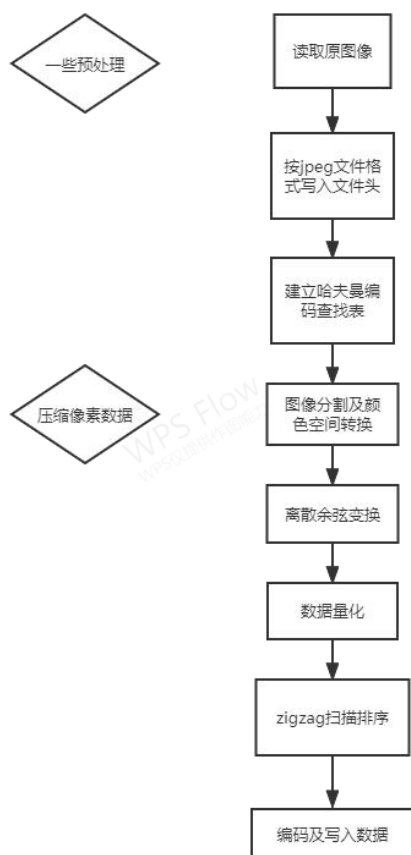 一些预处理
读取原图像
按jpeg文件格
式写入文件头
建立哈夫曼编
码查找表
压缩像素数据
图像分割及颜
色空间转换
WPS Flow
离散余弦变换
数据量化
zigzag扫描排序
编码及写入数据